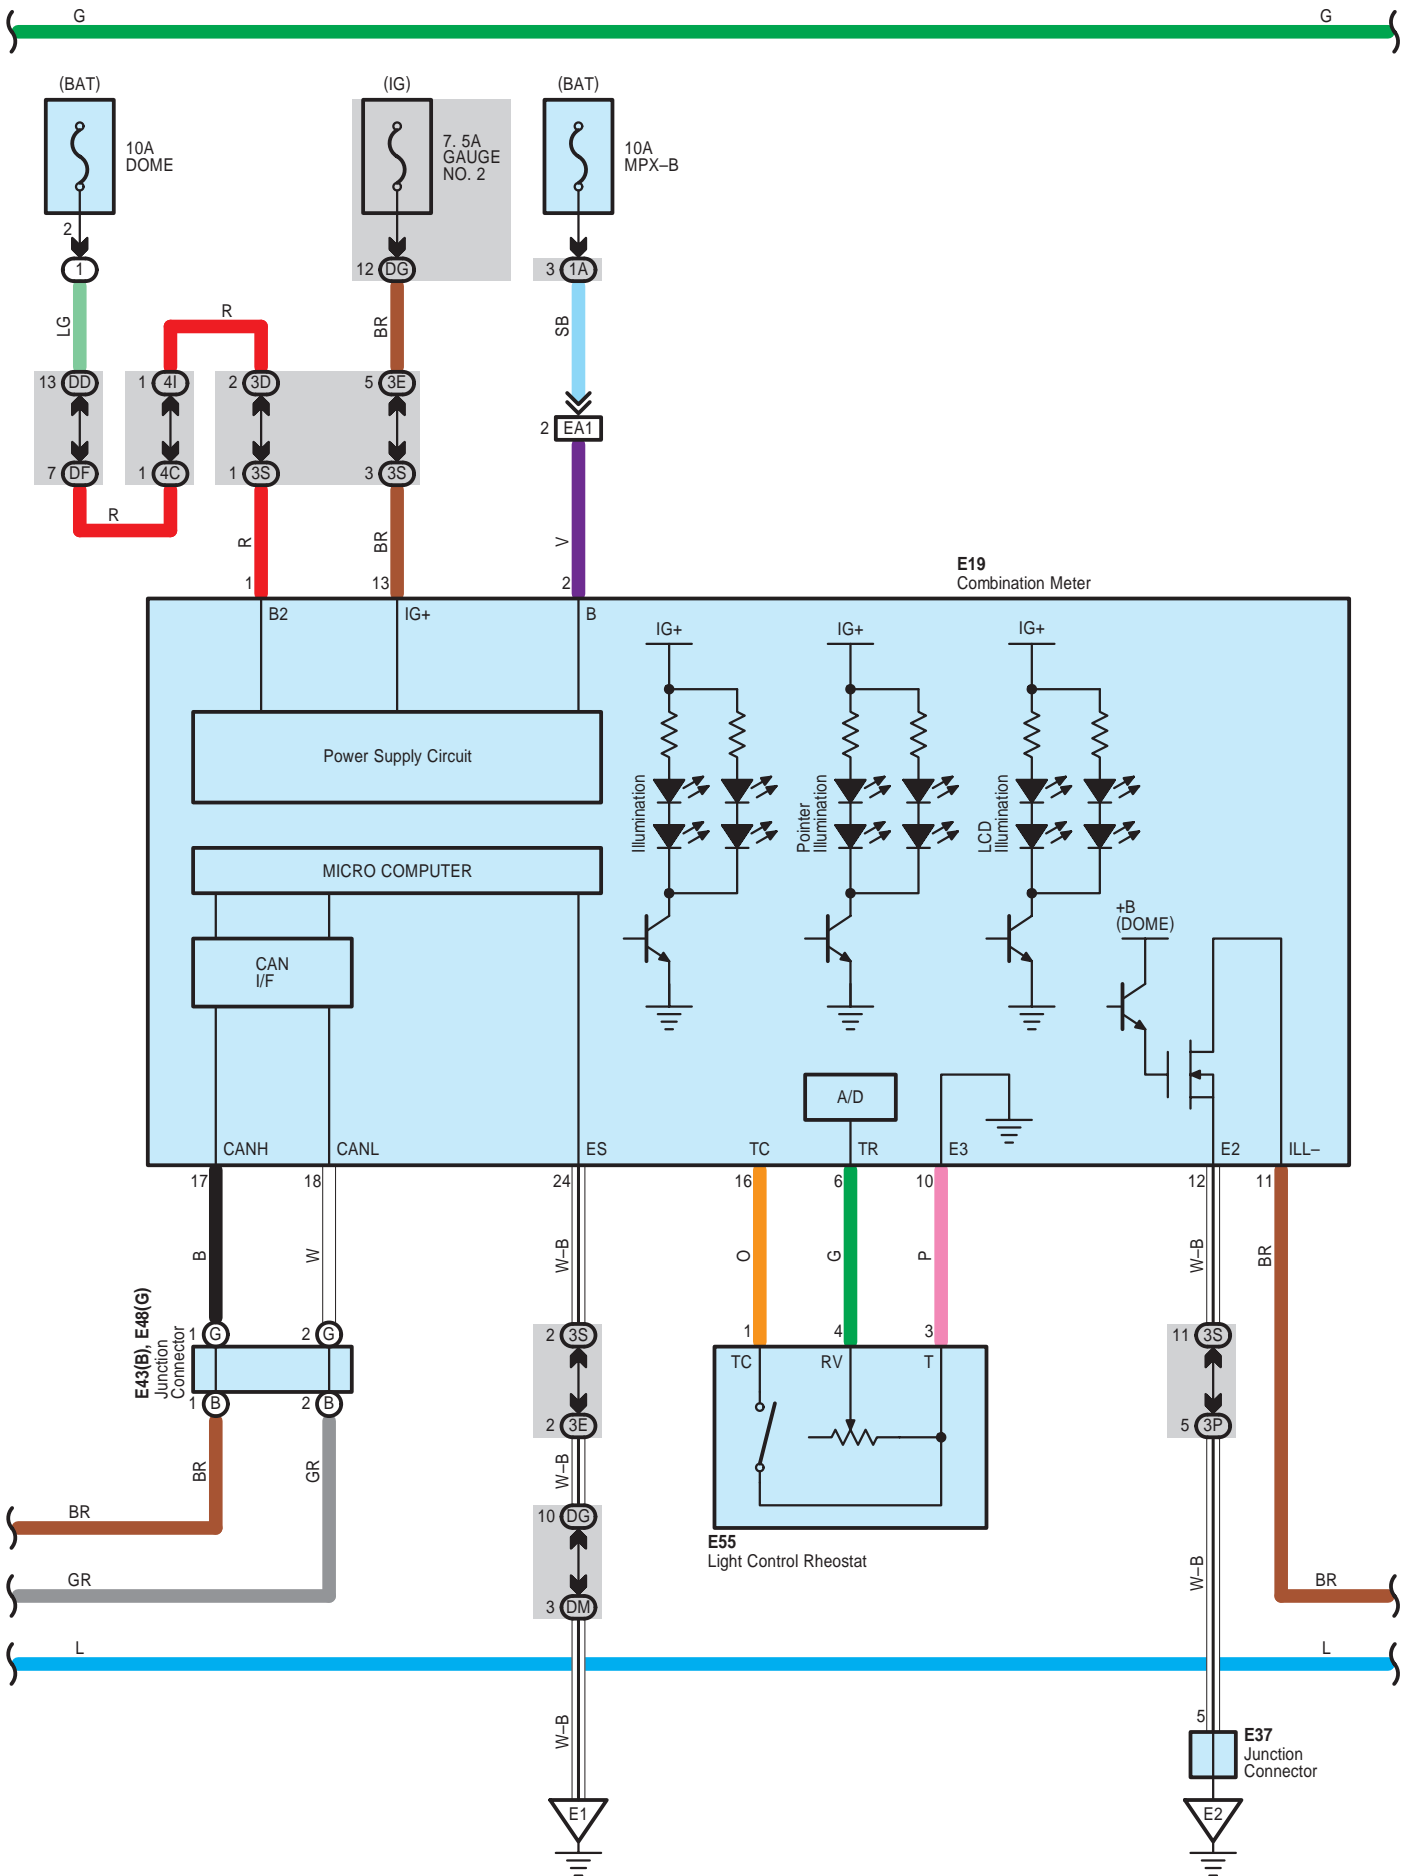 G
G
(BAT)
(IG)
(BAT)
10A
DOME
7. 5A
GAUGE
NO. 2
10A
MPX–B
2
1
12 DG
3 1A
LG
R
BR
SB
13 DD
1 4I
2 3D
5 3E
2 EA1
7 DF
1 4C
1 3S
3 3S
R
R
BR
V
1
13
2
E19
Combination Meter
B2
IG+
B
IG+
IG+
IG+
Power Supply Circuit
Illumination
Pointer
Illumination
LCD
Illumination
MICRO COMPUTER
+B
(DOME)
CAN
I/F
A/D
CANH
CANL
ES
TC
TR
E3
E2
ILL–
17
18
24
16
6
10
12
11
B
W
W–B
O
G
P
W–B
BR
E43(B), E48(G)
Junction
Connector
1 G
2 G
2 3S
1
4
3
11 3S
TC
RV
T
1 B
2 B
2 3E
5 3P
BR
GR
W–B
BR
10 DG
E55
Light Control Rheostat
GR
W–B
BR
3 DM
L
L
W–B
5
E37
Junction
Connector
E1
E2